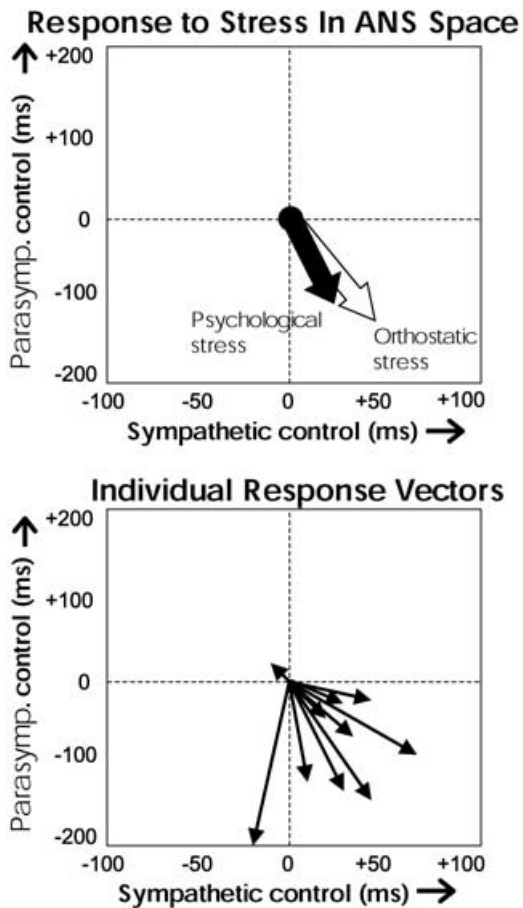 Response to Stress In ANS Space
Parasymp. control (ms)
+200
+100
0
-100
-200
Psychological
stress
Orthostatic
stress
-100 -50 0 +50 +100
Sympathetic control (ms)
Individual Response Vectors
Parasymp. control (ms)
+200
+100
0
-100
-200
-100 -50 0 +50 +100
Sympathetic control (ms)